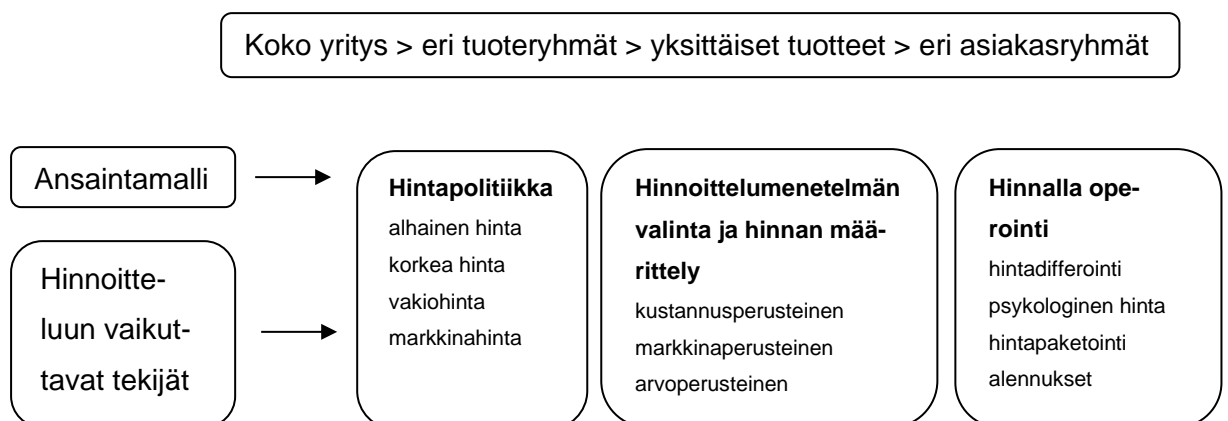 Koko yritys > eri tuoteryhmät > yksittäiset tuotteet > eri asiakasryhmät
Ansaintamalli
Hinnoitte-
luun vaikut-
tavat tekijät
Hintapolitiikka
alhainen hinta
korkea hinta
vakiohinta
markkinahinta
Hinnoittelumenetelmän
valinta ja hinnan mää-
rittely
kustannusperusteinen
markkinaperusteinen
arvoperusteinen
Hinnalla ope-
rointi
hintadifferointi
psykologinen hinta
hintapaketointi
alennukset